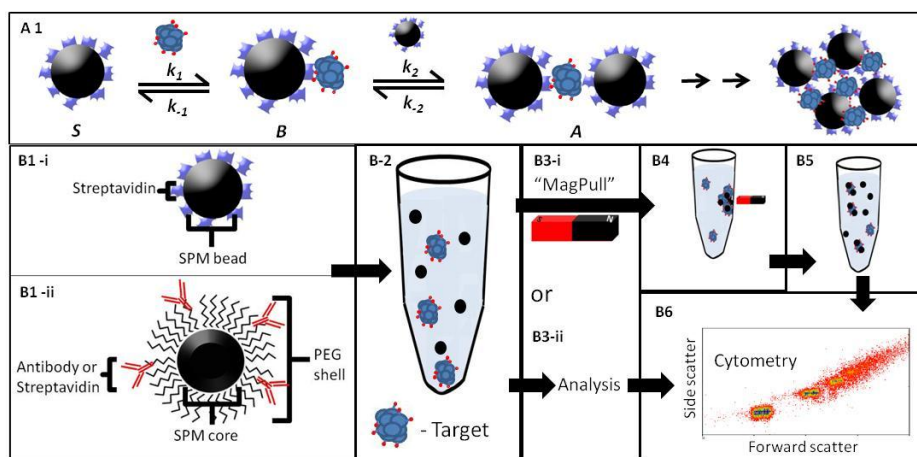 A 1
k1
k-1
k2
k-2
S
B
A
B1 -i
Streptavidin
SPM bead
B1 -ii
Antibody or
Streptavidin
PEG
shell
SPM core
B-2
- Target
B3-i
"MagPull"
N
or
B3-ii
Analysis
B4
B5
B6
Cytometry
Side scatter
Forward scatter